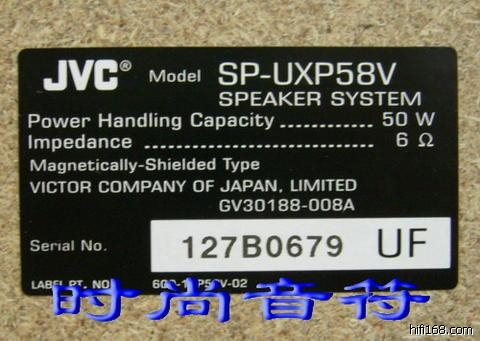 JVC® Model SP-UXP58V
SPEAKER SYSTEM
Power Handling Capacity ............... 50 W
Impedance ............................... 6 Ω
Magnetically-Shielded Type
VICTOR COMPANY OF JAPAN, LIMITED
GV30188-008A
Serial No. 127B0679 UF
LABEL PT. NO.
时尚音符
hifi168.com